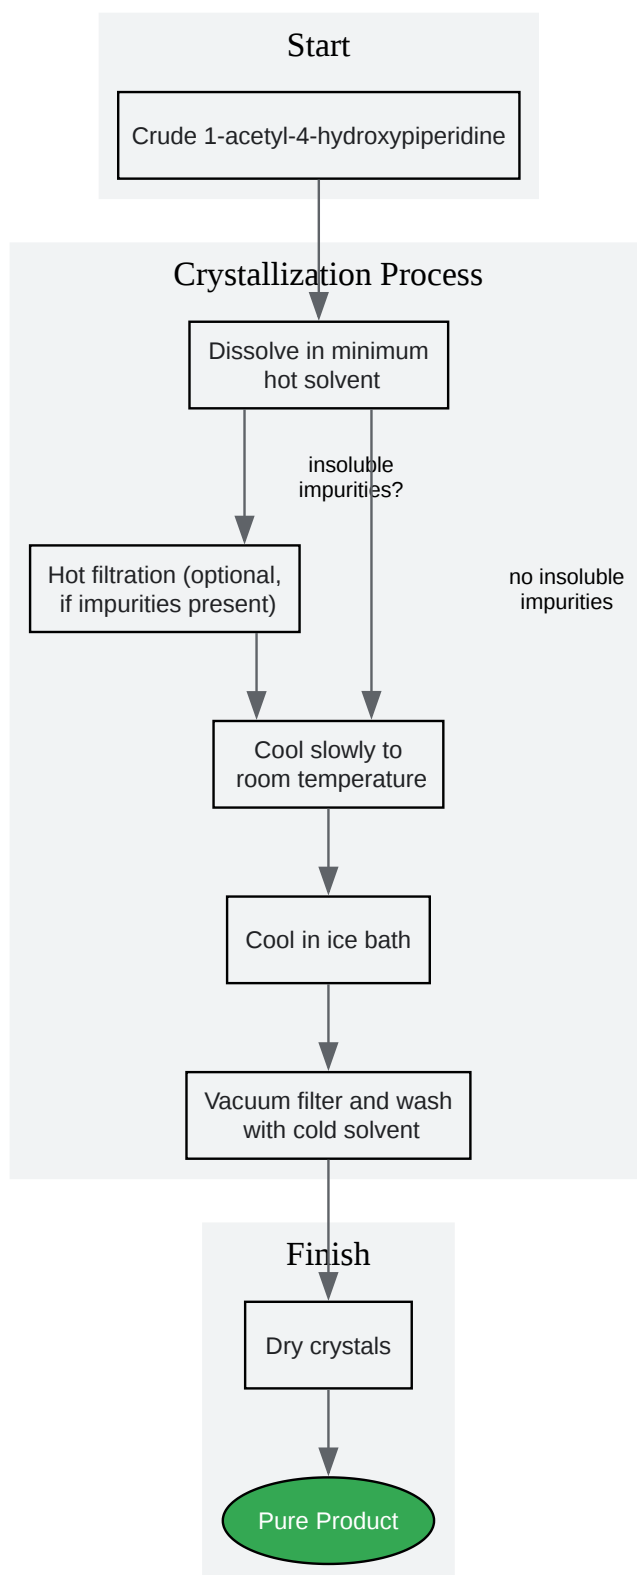 Start
Crude 1-acetyl-4-hydroxypiperidine
Crystallization Process
Dissolve in minimum
hot solvent
insoluble
impurities?
Hot filtration (optional,
if impurities present)
no insoluble
impurities
Cool slowly to
room temperature
Cool in ice bath
Vacuum filter and wash
with cold solvent
Finish
Dry crystals
Pure Product